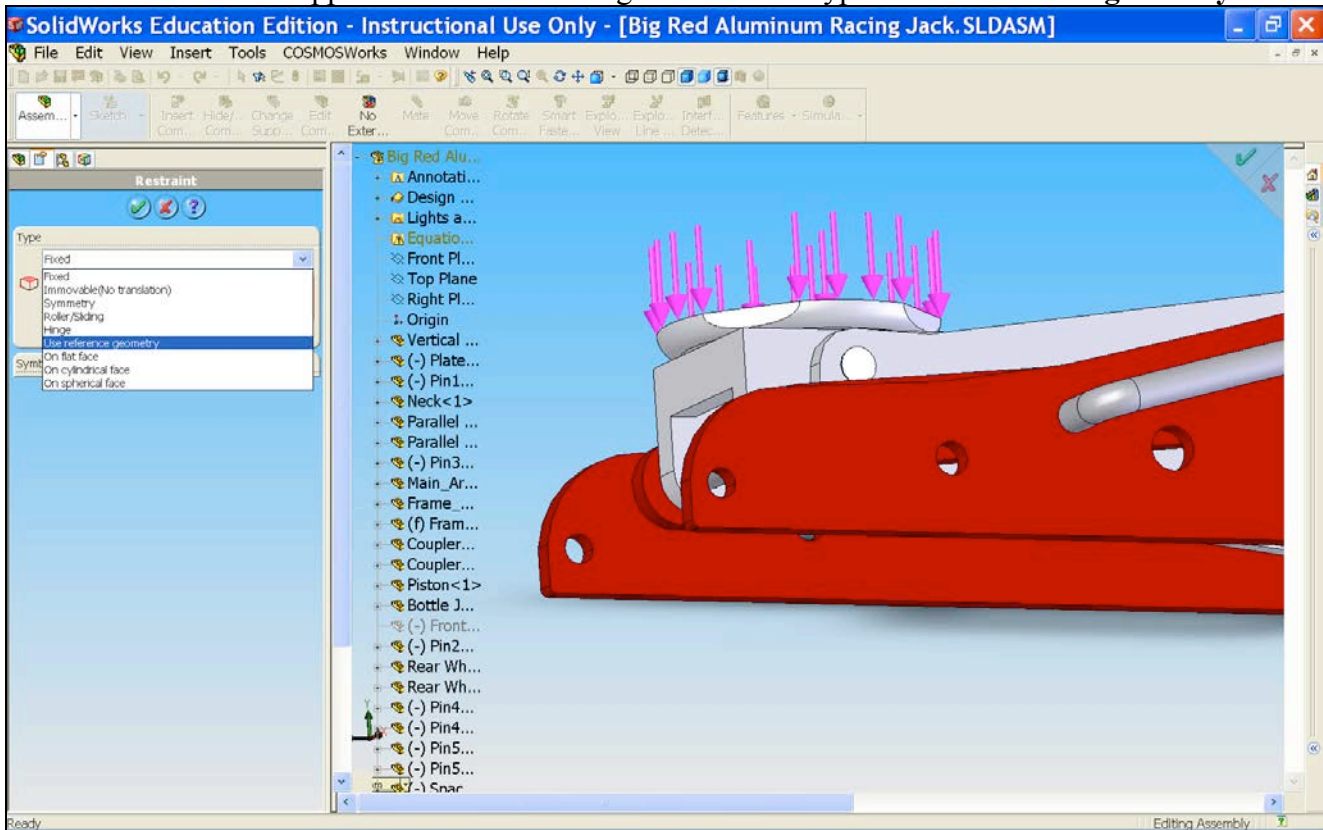 SolidWorks Education Edition - Instructional Use Only - [Big Red Aluminum Racing Jack.SLDASM]
File Edit View Insert Tools COSMOSWorks Window Help
Assem... Sketch Insert Hide/... Change Edit No Mate Move Rotate Smart Explo... Explo... Interf... Features Simula...
Com... Com... Supp... Com... Exter... Com... Com... Faste... View Line ... Detec...
Restraint
Type
Fixed
Fixed
Immovable(No translation)
Symmetry
Roller/Sliding
Hinge
Use reference geometry
On flat face
On cylindrical face
On spherical face
Symb
Big Red Alu...
Annotati...
Design ...
Lights a...
Equatio...
Front Pl...
Top Plane
Right Pl...
Origin
Vertical ...
(-) Plate...
(-) Pin1...
Neck<1>
Parallel ...
Parallel ...
(-) Pin3...
Main_Ar...
Frame_...
(f) Fram...
Coupler...
Coupler...
Piston<1>
Bottle J...
(-) Front...
(-) Pin2...
Rear Wh...
Rear Wh...
(-) Pin4...
(-) Pin4...
(-) Pin5...
(-) Pin5...
(-) Spac
Ready
Editing Assembly